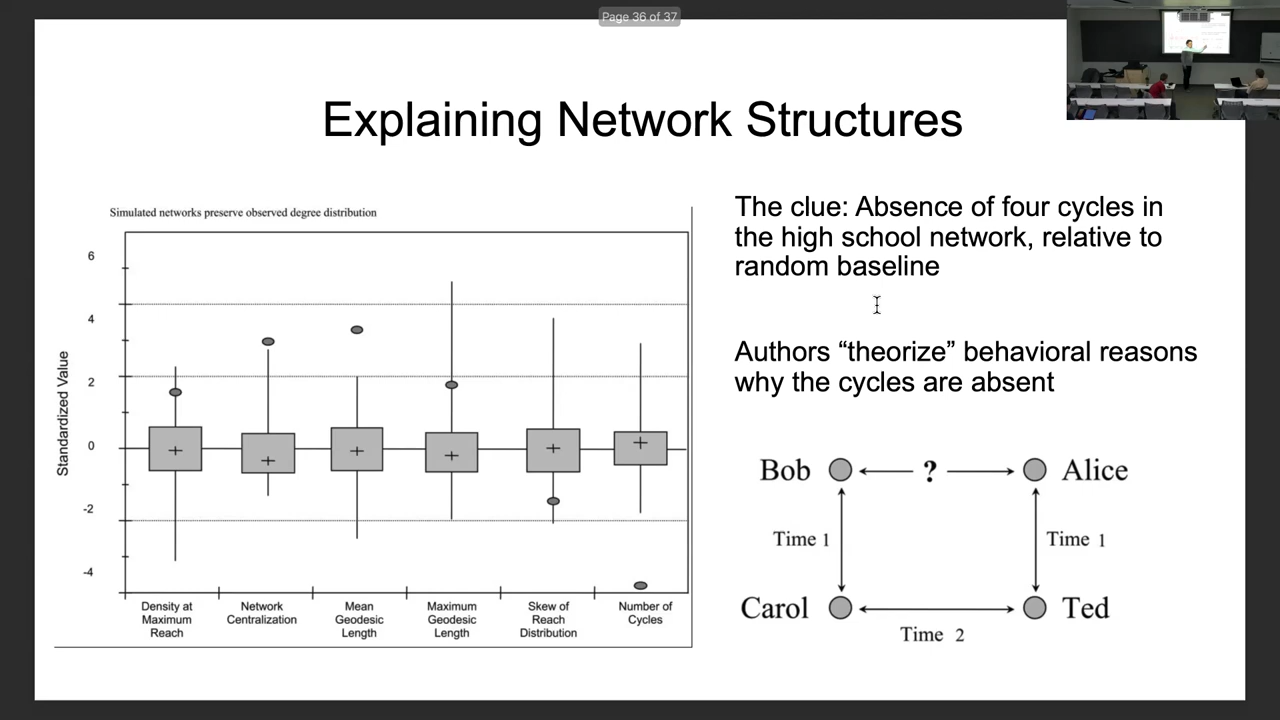 Page 36 of 37
Explaining Network Structures
Simulated networks preserve observed degree distribution
6
4
2
0
-2
-4
Standardized Value
Density at
Maximum
Reach
Network
Centralization
Mean
Geodesic
Length
Maximum
Geodesic
Length
Skew of
Reach
Distribution
Number of
Cycles
The clue: Absence of four cycles in
the high school network, relative to
random baseline
Authors “theorize” behavioral reasons
why the cycles are absent
Bob ? Alice
Time 1 Time 1
Carol Ted
Time 2